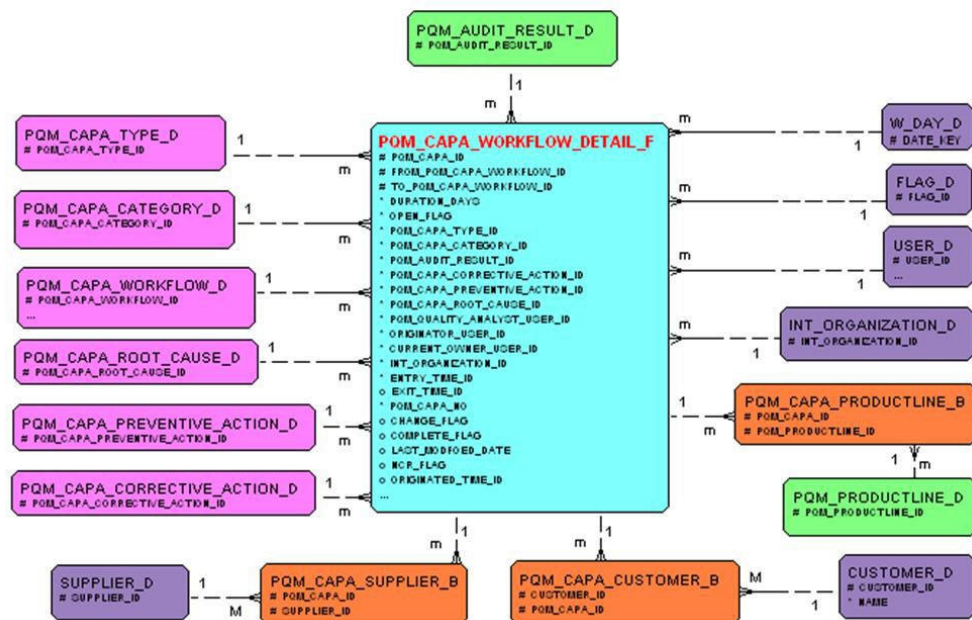 PQM_AUDIT_RESULT_D
# PQM_AUDIT_RESULT_ID
1
m
PQM_CAPA_TYPE_D
# PQM_CAPA_TYPE_ID
1
m
PQM_CAPA_CATEGORY_D
# PQM_CAPA_CATEGORY_ID
1
m
PQM_CAPA_WORKFLOW_D
# PQM_CAPA_WORKFLOW_ID
...
1
m
PQM_CAPA_ROOT_CAUSE_D
# PQM_CAPA_ROOT_CAUSE_ID
1
m
PQM_CAPA_PREVENTIVE_ACTION_D
# PQM_CAPA_PREVENTIVE_ACTION_ID
1
m
PQM_CAPA_CORRECTIVE_ACTION_D
# PQM_CAPA_CORRECTIVE_ACTION_ID
1
m
PQM_CAPA_WORKFLOW_DETAIL_F
# PQM_CAPA_ID
# FROM_PQM_CAPA_WORKFLOW_ID
# TO_PQM_CAPA_WORKFLOW_ID
* DURATION_DAYS
* OPEN_FLAG
* PQM_CAPA_TYPE_ID
* PQM_CAPA_CATEGORY_ID
* PQM_AUDIT_RESULT_ID
* PQM_CAPA_CORRECTIVE_ACTION_ID
* PQM_CAPA_PREVENTIVE_ACTION_ID
* PQM_CAPA_ROOT_CAUSE_ID
* PQM_QUALITY_ANALYST_USER_ID
* ORIGINATOR_USER_ID
* CURRENT_OWNER_USER_ID
* INT_ORGANIZATION_ID
* ENTRY_TIME_ID
o EXIT_TIME_ID
* PQM_CAPA_NO
o CHANGE_FLAG
o COMPLETE_FLAG
o LAST_MODFOED_DATE
o NCR_FLAG
o ORIGINATED_TIME_ID
...
m
1
W_DAY_D
# DATE_KEY
m
1
FLAG_D
# FLAG_ID
m
1
USER_D
# USER_ID
...
m
1
INT_ORGANIZATION_D
# INT_ORGANIZATION_ID
1
m
PQM_CAPA_PRODUCTLINE_B
# PQM_CAPA_ID
# PQM_PRODUCTLINE_ID
1
m
PQM_PRODUCTLINE_D
# PQM_PRODUCTLINE_ID
1
m
1
m
SUPPLIER_D
# SUPPLIER_ID
1
M
PQM_CAPA_SUPPLIER_B
# PQM_CAPA_ID
# SUPPLIER_ID
PQM_CAPA_CUSTOMER_B
# CUSTOMER_ID
# PQM_CAPA_ID
M
1
CUSTOMER_D
# CUSTOMER_ID
* NAME